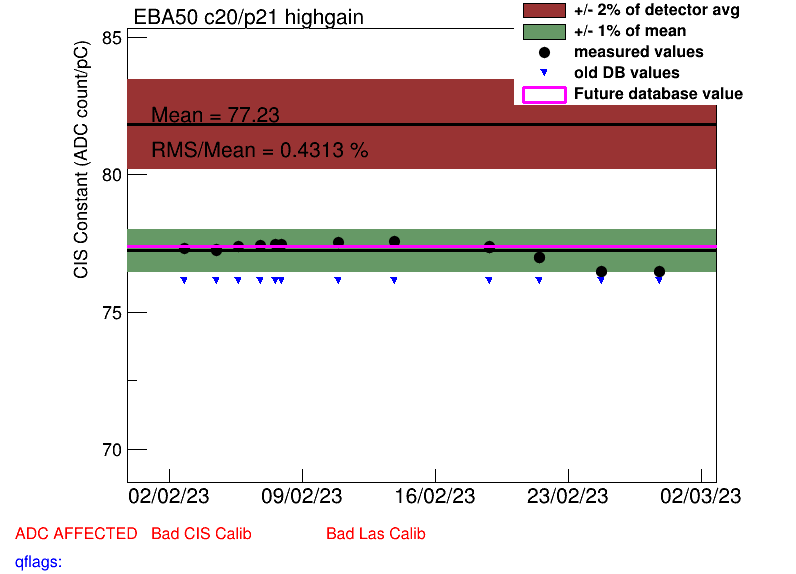 EBA50 c20/p21 highgain
+/- 2% of detector avg
+/- 1% of mean
measured values
old DB values
Future database value
CIS Constant (ADC count/pC)
85
80
75
70
Mean = 77.23
RMS/Mean = 0.4313 %
02/02/23 09/02/23 16/02/23 23/02/23 02/03/23
ADC AFFECTED Bad CIS Calib Bad Las Calib
qflags: